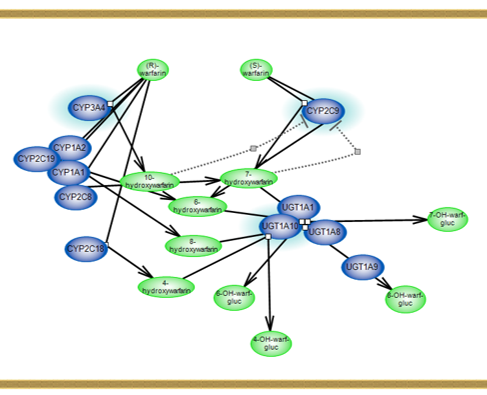 (R)-
warfarin
(S)-
warfarin
CYP3A4
CYP2C9
CYP1A2
CYP2C19
CYP1A1
CYP2C8
10-
hydroxywarfarin
7-
hydroxywarfarin
6-
hydroxywarfarin
UGT1A1
UGT1A10
UGT1A8
7-OH-warf-
gluc
8-
hydroxywarfarin
CYP2C18
UGT1A9
4-
hydroxywarfarin
6-OH-warf-
gluc
8-OH-warf-
gluc
4-OH-warf-
gluc